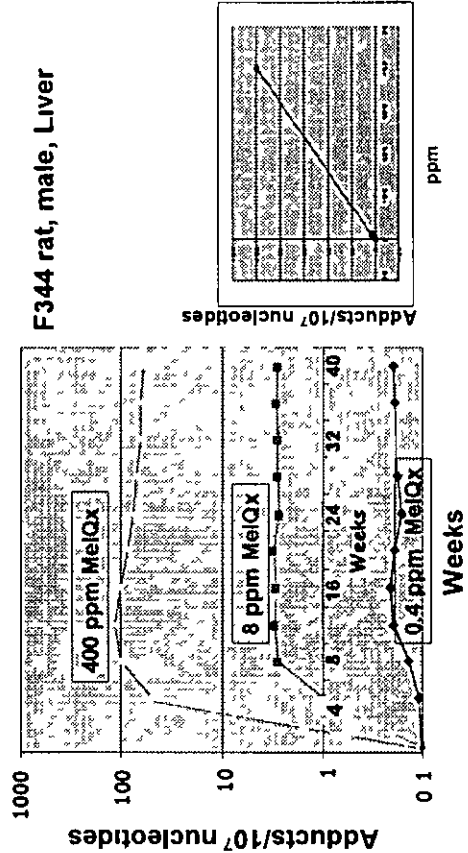 F344 rat, male, Liver
Adducts/10⁷ nucleotides
1000
100
10
1
0 1
400 ppm MeIQx
8 ppm MeIQx
0.4 ppm MeIQx
4
8
16
24
32
40
Weeks
Weeks
Adducts/10⁷ nucleotides
ppm